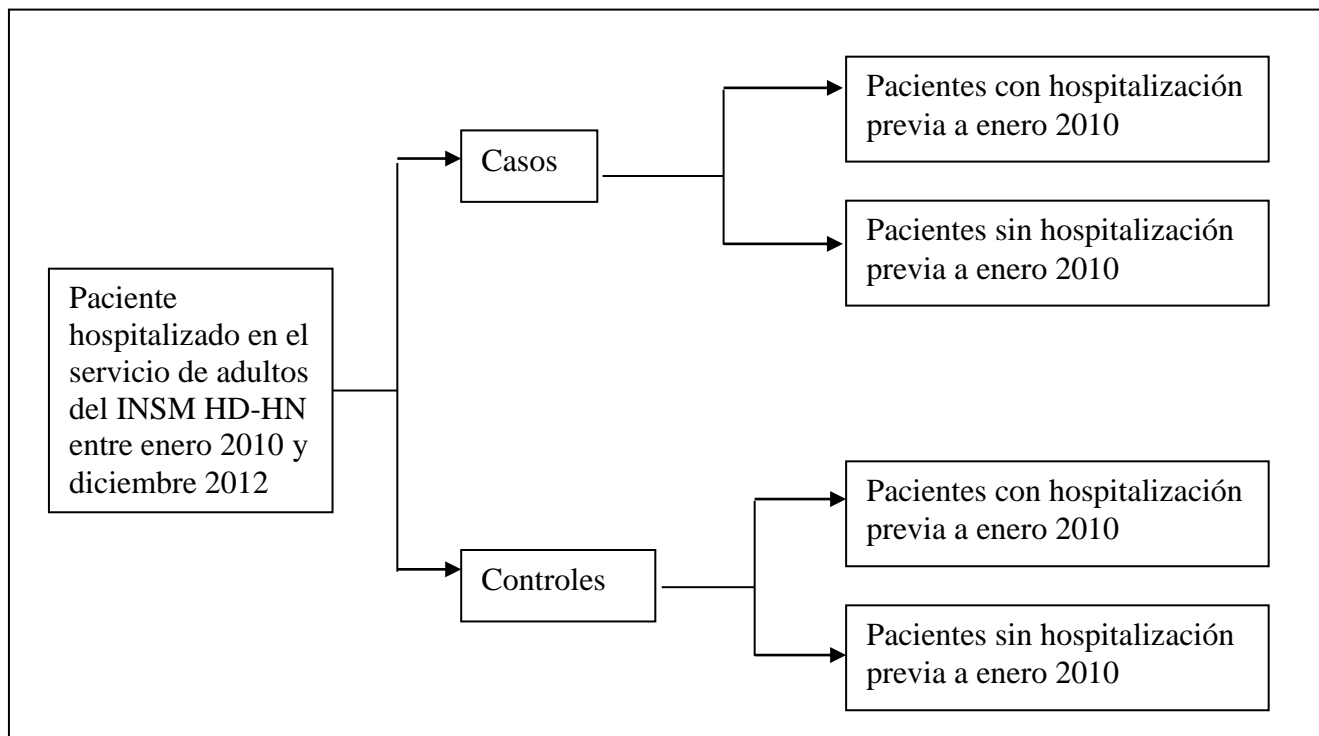 Paciente
hospitalizado en el
servicio de adultos
del INSM HD-HN
entre enero 2010 y
diciembre 2012
Casos
Pacientes con hospitalización
previa a enero 2010
Pacientes sin hospitalización
previa a enero 2010
Controles
Pacientes con hospitalización
previa a enero 2010
Pacientes sin hospitalización
previa a enero 2010